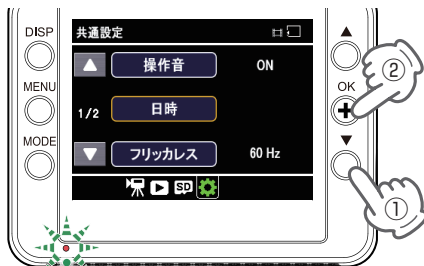 DISP
MENU
MODE
共通設定
操作音 ON
1/2 日時
フリッカレス 60 Hz
SD
▲
OK
▼
②
①